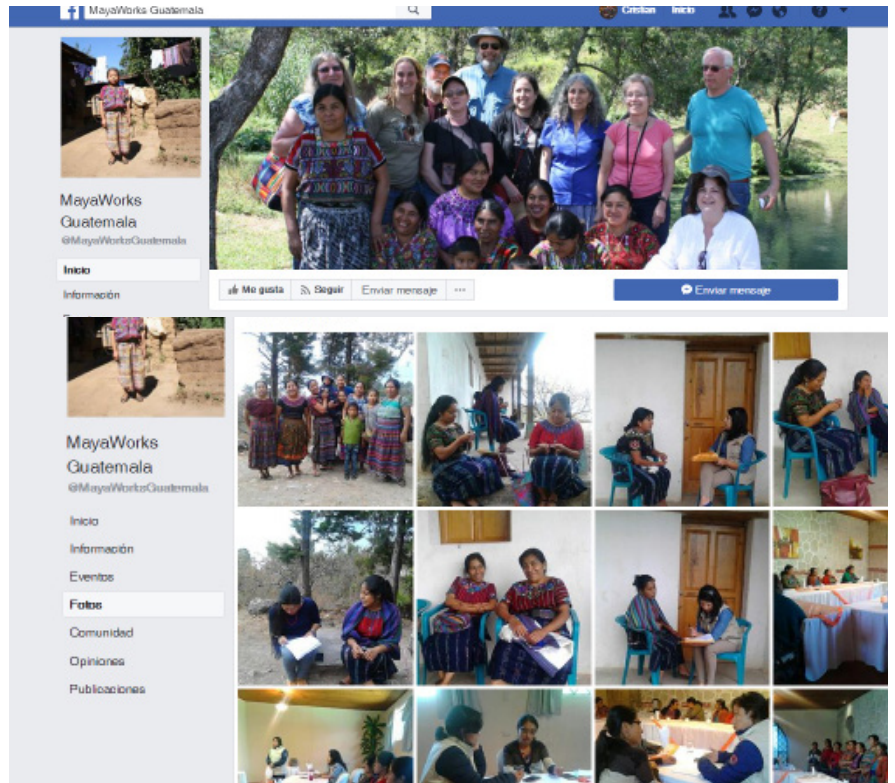 MayaWorks Guatemala
Cristian Inicio
MayaWorks
Guatemala
@MayaWorksGuatemala
Inicio
Información
Me gusta Seguir Enviar mensaje ...
Enviar mensaje
MayaWorks
Guatemala
@MayaWorksGuatemala
Inicio
Información
Eventos
Fotos
Comunidad
Opiniones
Publicaciones